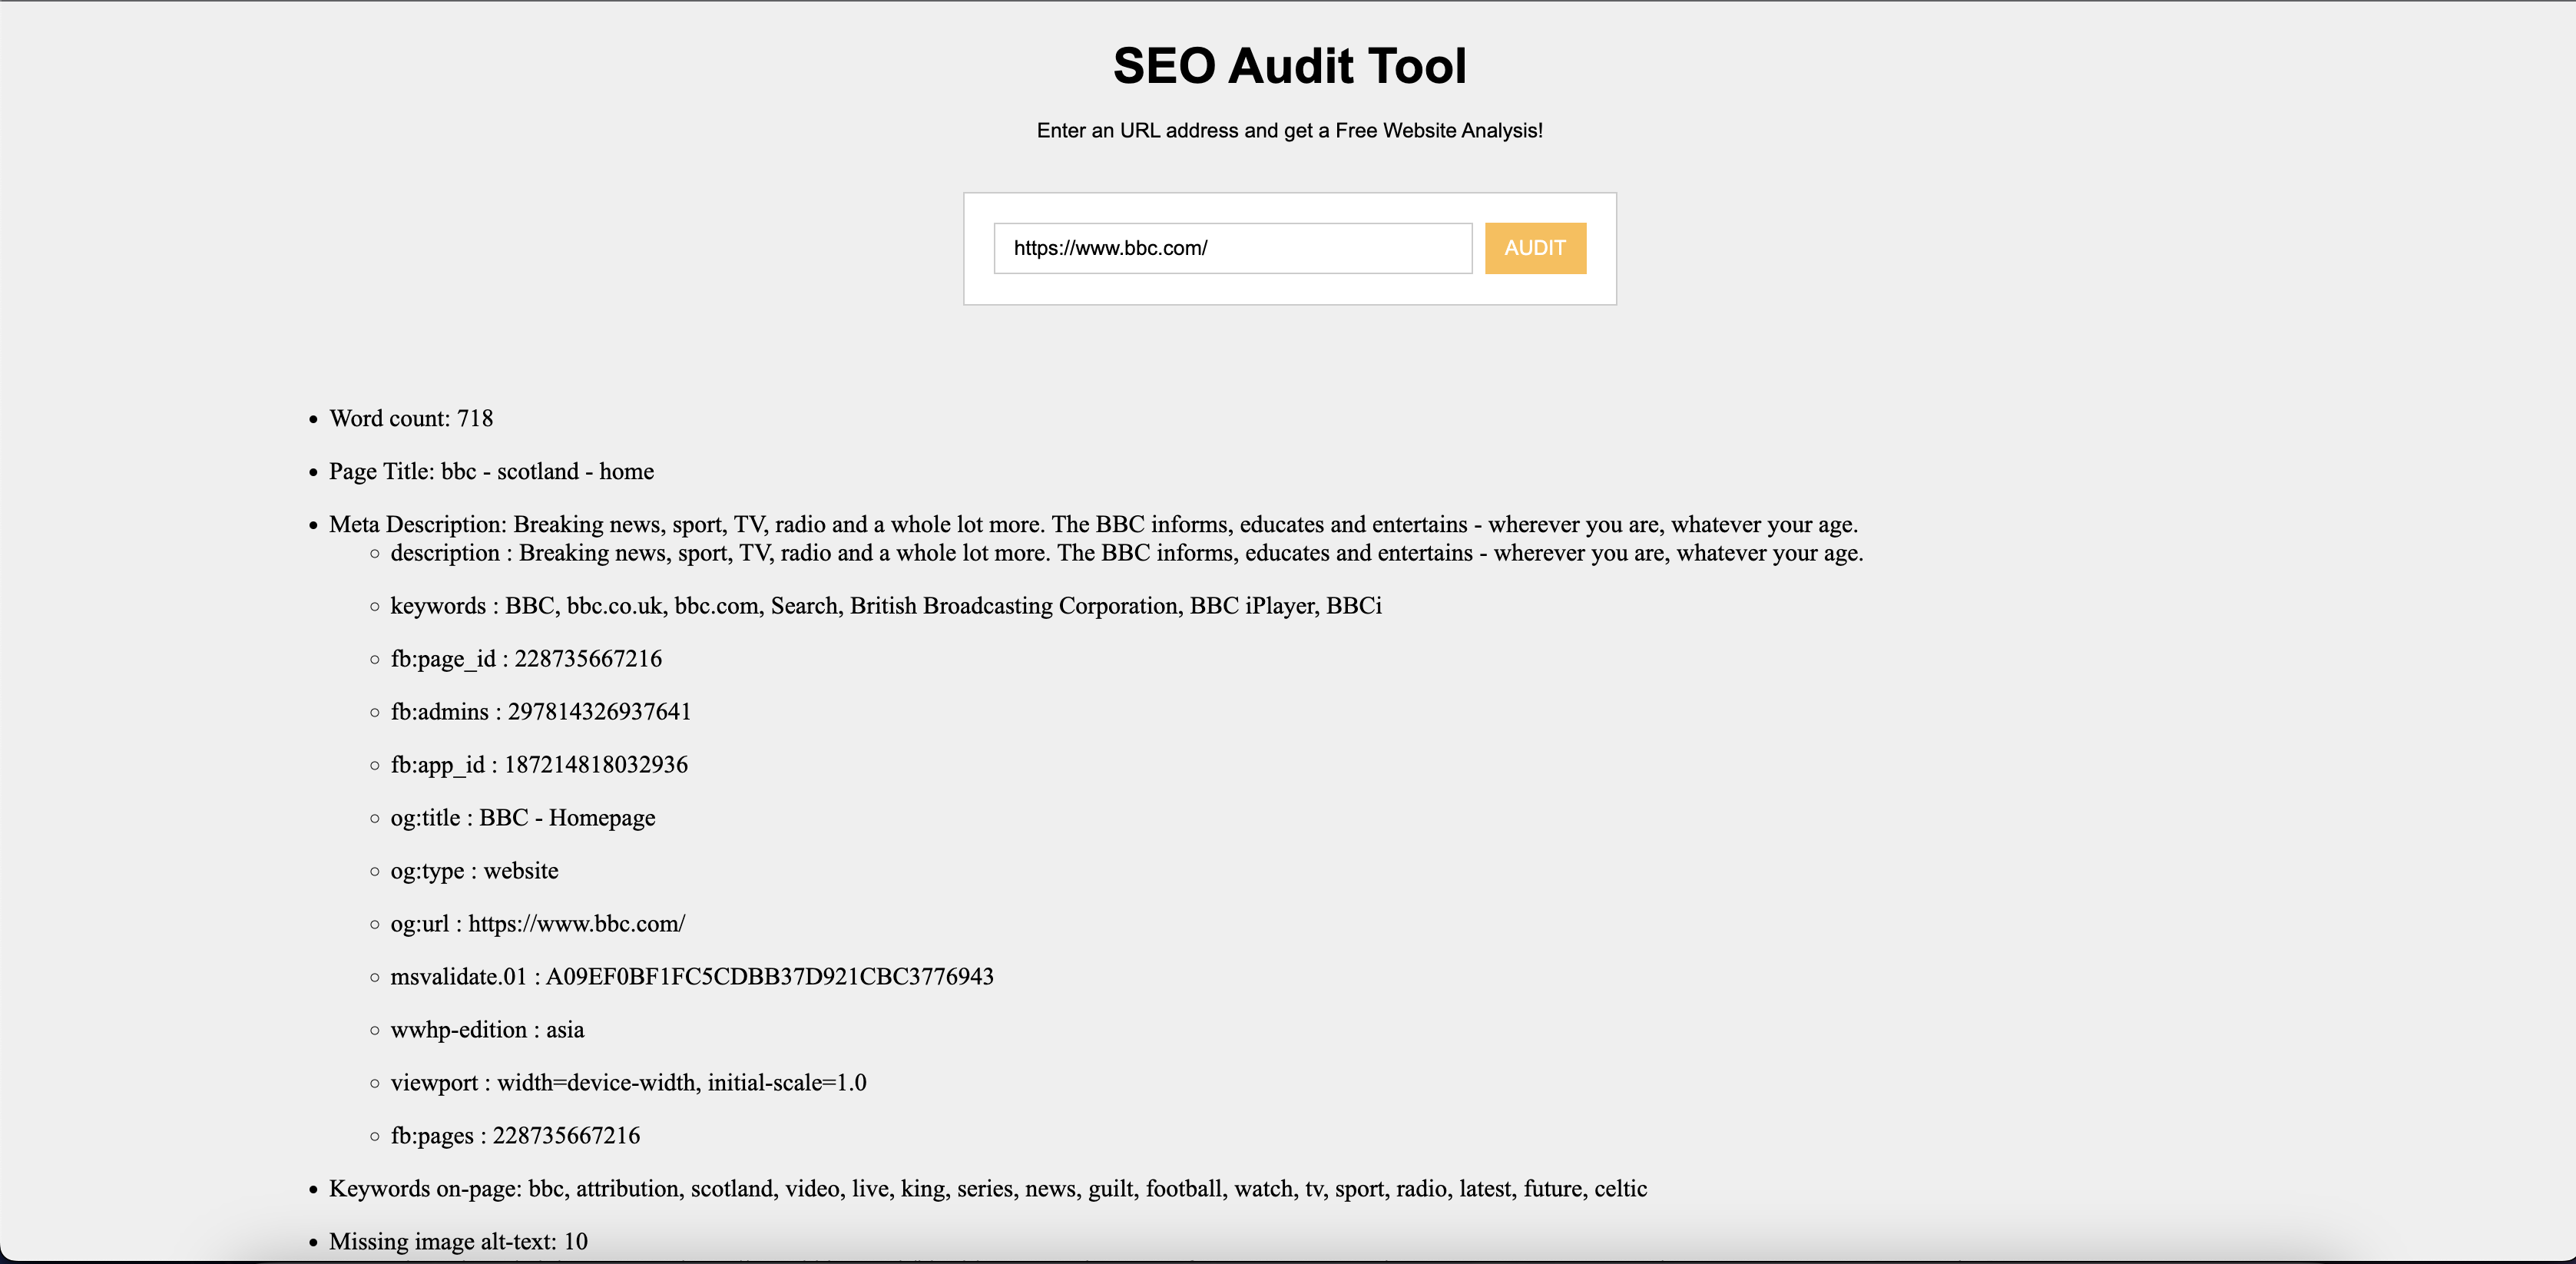 SEO Audit Tool
Enter an URL address and get a Free Website Analysis!
https://www.bbc.com/ AUDIT
• Word count: 718
• Page Title: bbc - scotland - home
• Meta Description: Breaking news, sport, TV, radio and a whole lot more. The BBC informs, educates and entertains - wherever you are, whatever your age.
◦ description : Breaking news, sport, TV, radio and a whole lot more. The BBC informs, educates and entertains - wherever you are, whatever your age.
◦ keywords : BBC, bbc.co.uk, bbc.com, Search, British Broadcasting Corporation, BBC iPlayer, BBCi
◦ fb:page_id : 228735667216
◦ fb:admins : 297814326937641
◦ fb:app_id : 187214818032936
◦ og:title : BBC - Homepage
◦ og:type : website
◦ og:url : https://www.bbc.com/
◦ msvalidate.01 : A09EF0BF1FC5CDBB37D921CBC3776943
◦ wwhp-edition : asia
◦ viewport : width=device-width, initial-scale=1.0
◦ fb:pages : 228735667216
• Keywords on-page: bbc, attribution, scotland, video, live, king, series, news, guilt, football, watch, tv, sport, radio, latest, future, celtic
• Missing image alt-text: 10